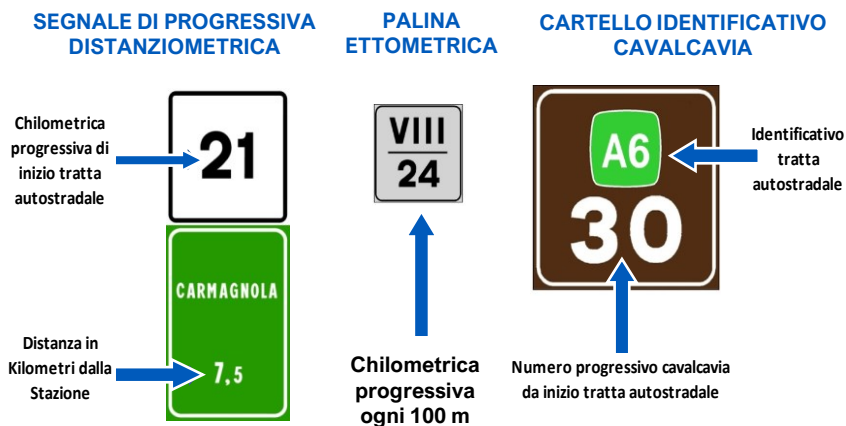 SEGNALE DI PROGRESSIVA
DISTANZIOMETRICA
Chilometrica
progressiva di
inizio tratta
autostradale
21
CARMAGNOLA
7,5
Distanza in
Kilometri dalla
Stazione
PALINA
ETTOMETRICA
VIII
24
Chilometrica
progressiva
ogni 100 m
CARTELLO IDENTIFICATIVO
CAVALCAVIA
A6
30
Identificativo
tratta
autostradale
Numero progressivo cavalcavia
da inizio tratta autostradale